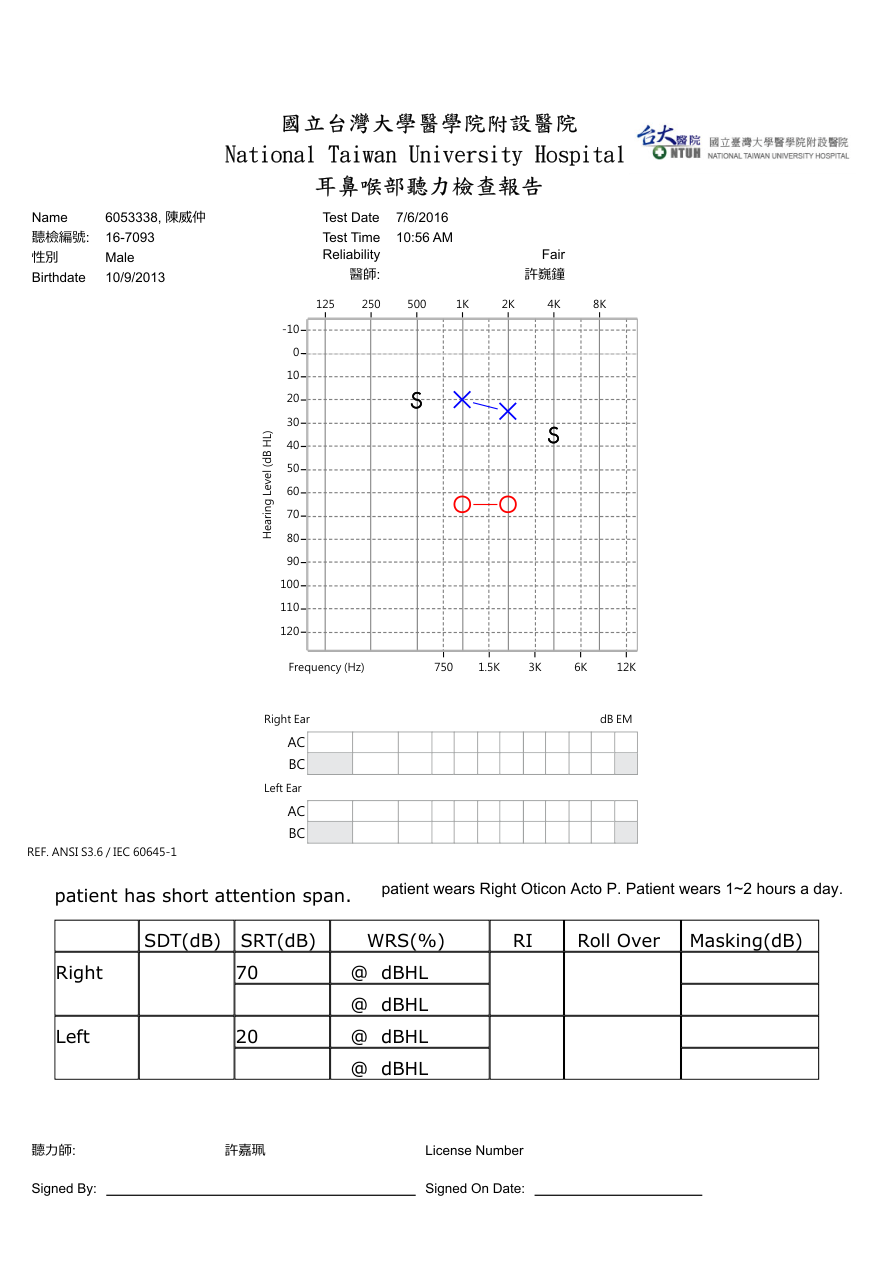 國立台灣大學醫學院附設醫院
National Taiwan University Hospital
耳鼻喉部聽力檢查報告
台大醫院 NTUH 國立臺灣大學醫學院附設醫院
NATIONAL TAIWAN UNIVERSITY HOSPITAL
Name 6053338, 陳威仲 Test Date 7/6/2016
聽檢編號: 16-7093 Test Time 10:56 AM
性別 Male Reliability Fair
Birthdate 10/9/2013 醫師: 許巍鐘
125 250 500 1K 2K 4K 8K
-10
0
10
20
30
40
50
60
70
80
90
100
110
120
Hearing Level (dB HL)
S
S
Frequency (Hz) 750 1.5K 3K 6K 12K
Right Ear dB EM
AC
BC
Left Ear
AC
BC
REF. ANSI S3.6 / IEC 60645-1
patient has short attention span. patient wears Right Oticon Acto P. Patient wears 1~2 hours a day.
SDT(dB) SRT(dB) WRS(%) RI Roll Over Masking(dB)
Right 70 @ dBHL
@ dBHL
Left 20 @ dBHL
@ dBHL
聽力師: 許嘉珮 License Number
Signed By: Signed On Date: